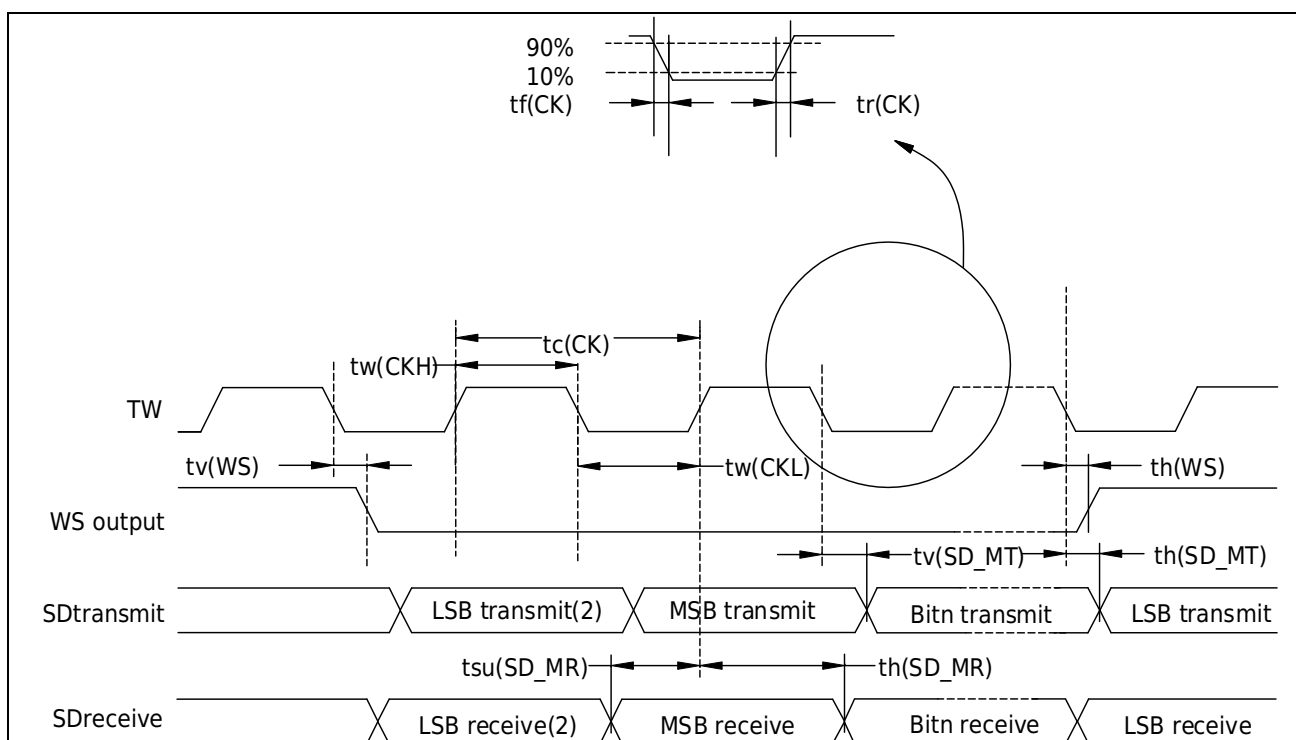 90%
10%
tf(CK)
tr(CK)
tc(CK)
tw(CKH)
TW
tv(WS)
tw(CKL)
th(WS)
WS output
tv(SD_MT)
th(SD_MT)
SDtransmit
LSB transmit(2)
MSB transmit
Bitn transmit
LSB transmit
tsu(SD_MR)
th(SD_MR)
SDreceive
LSB receive(2)
MSB receive
Bitn receive
LSB receive